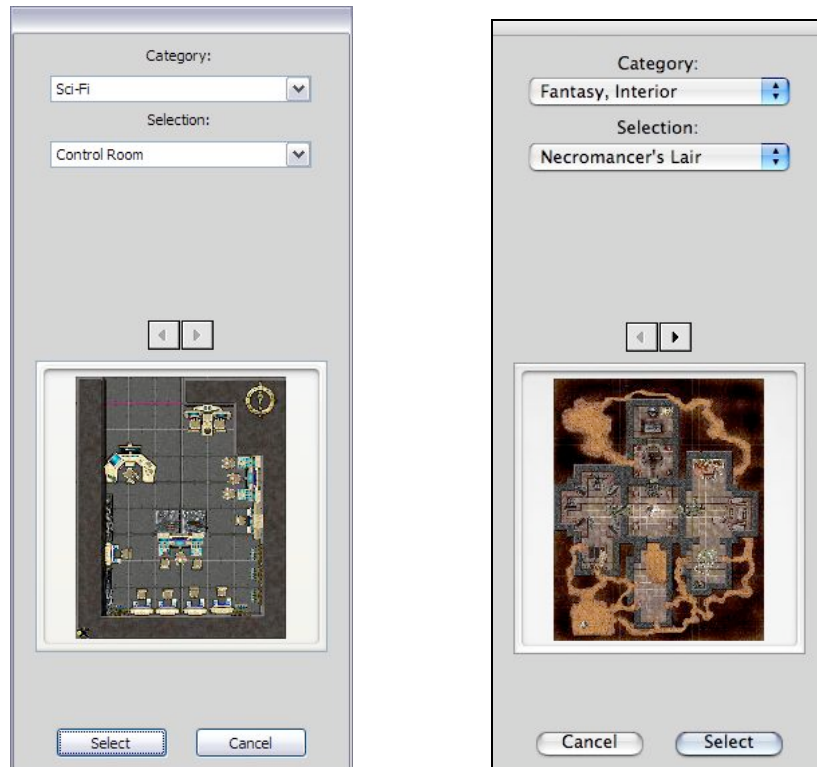 Category:
Sci-Fi
Selection:
Control Room
Select
Cancel
Category:
Fantasy, Interior
Selection:
Necromancer's Lair
Cancel
Select